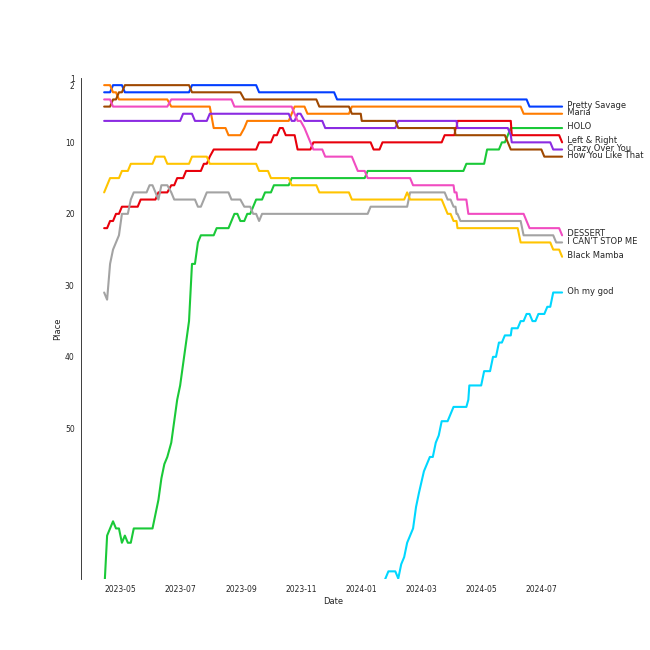 1
2
10
20
30
40
50
Place
2023-05
2023-07
2023-09
2023-11
2024-01
2024-03
2024-05
2024-07
Date
Pretty Savage
Maria
HOLO
Left & Right
Crazy Over You
How You Like That
DESSERT
I CAN'T STOP ME
Black Mamba
Oh my god